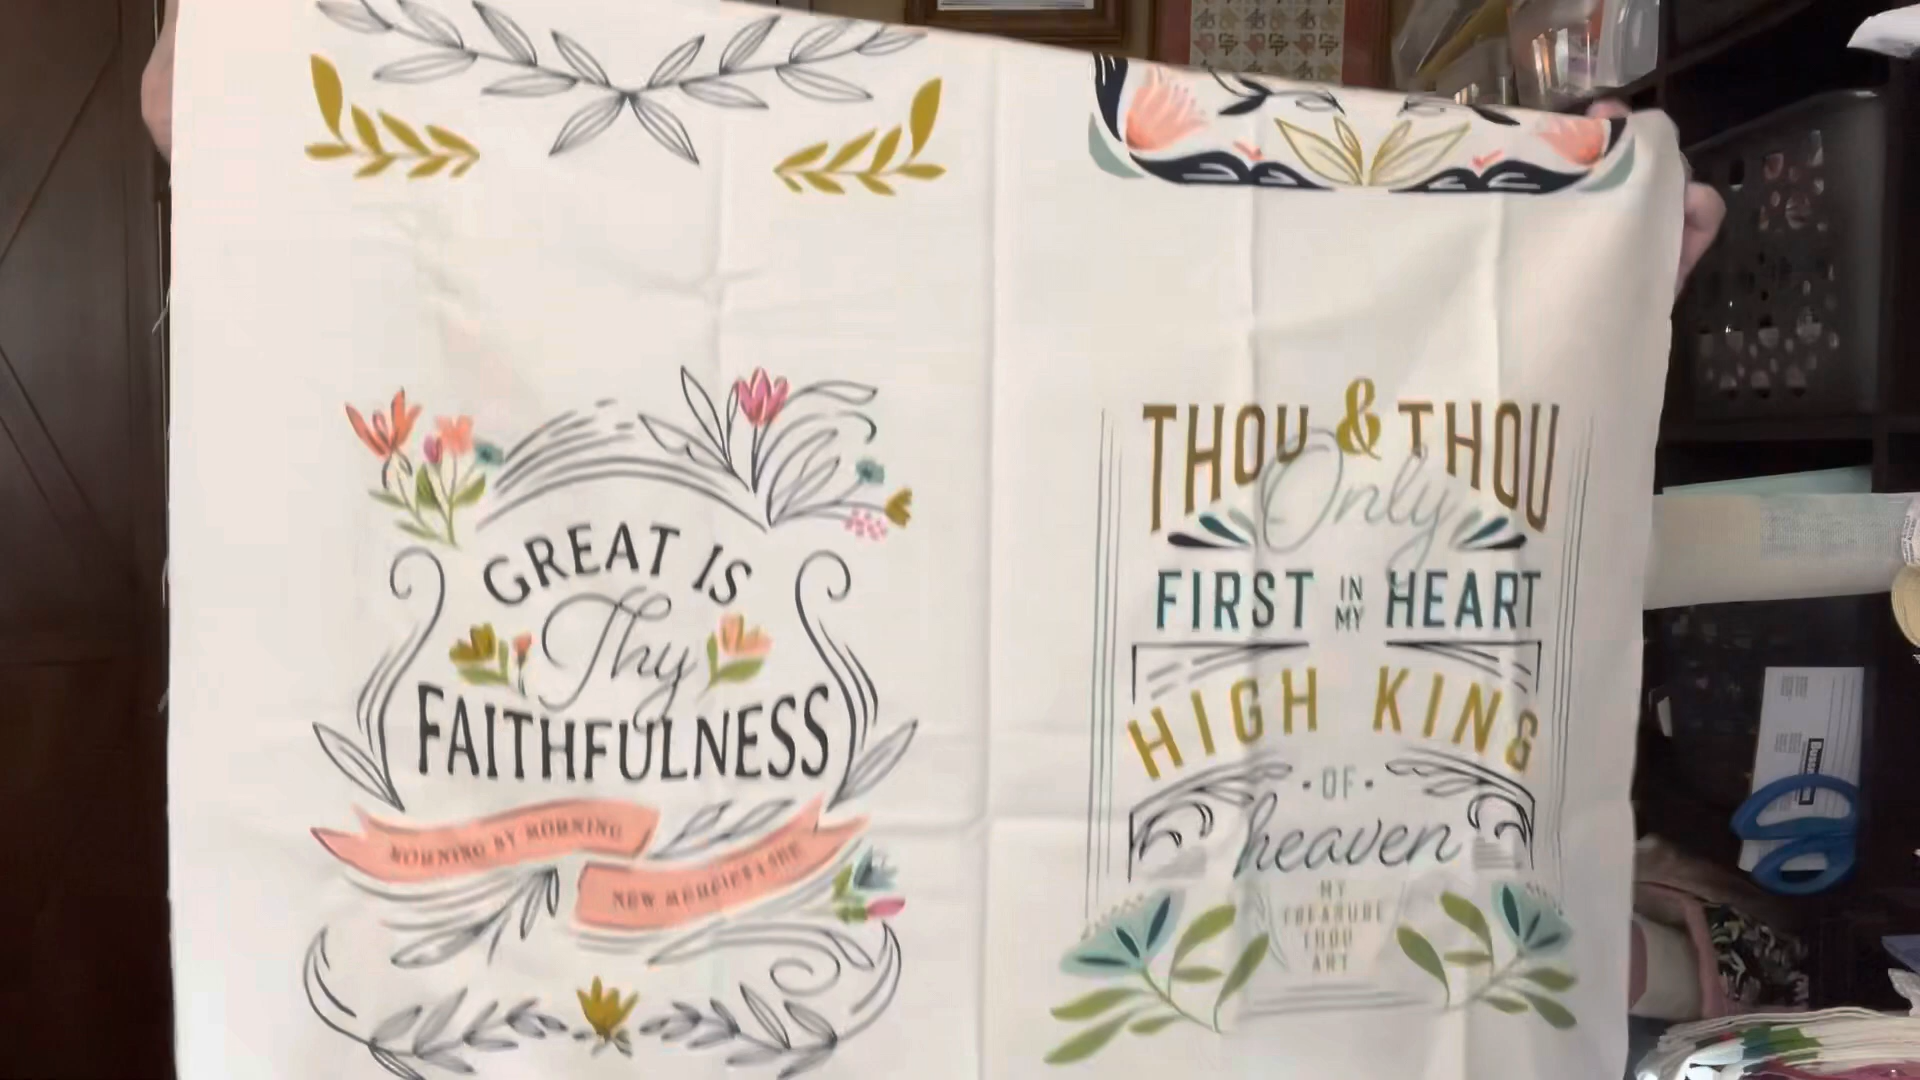 GREAT IS
Thy
FAITHFULNESS
MORNING BY MORNING
NEW MERCIES I SEE
THOU & THOU
Only
FIRST IN MY HEART
HIGH KING
·OF·
heaven
MY
TREASURE
THOU
ART